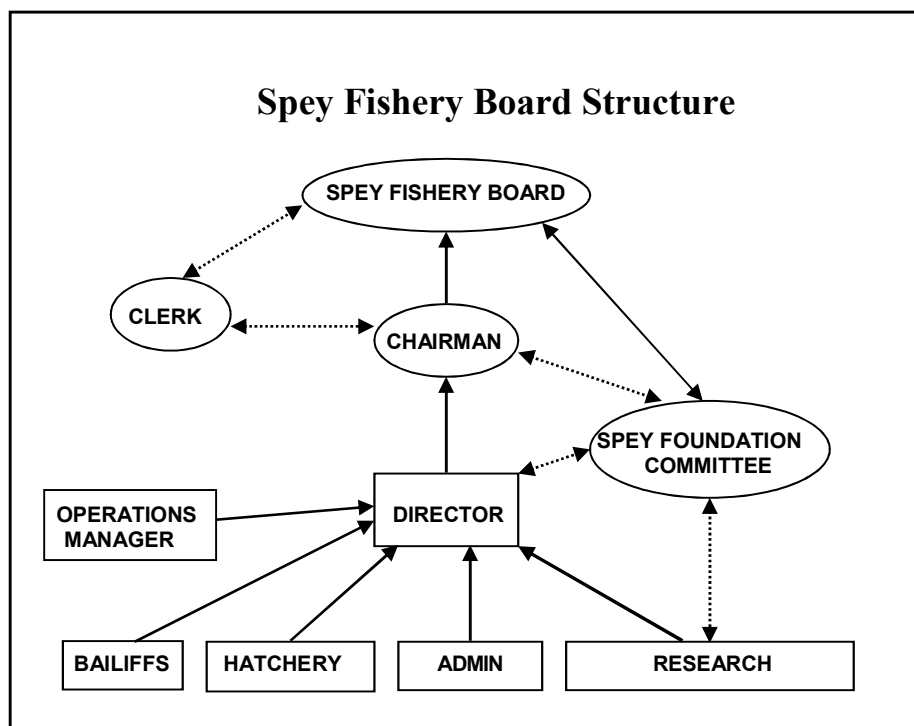 Spey Fishery Board Structure
SPEY FISHERY BOARD
CLERK
CHAIRMAN
SPEY FOUNDATION
COMMITTEE
OPERATIONS
MANAGER
DIRECTOR
BAILIFFS
HATCHERY
ADMIN
RESEARCH